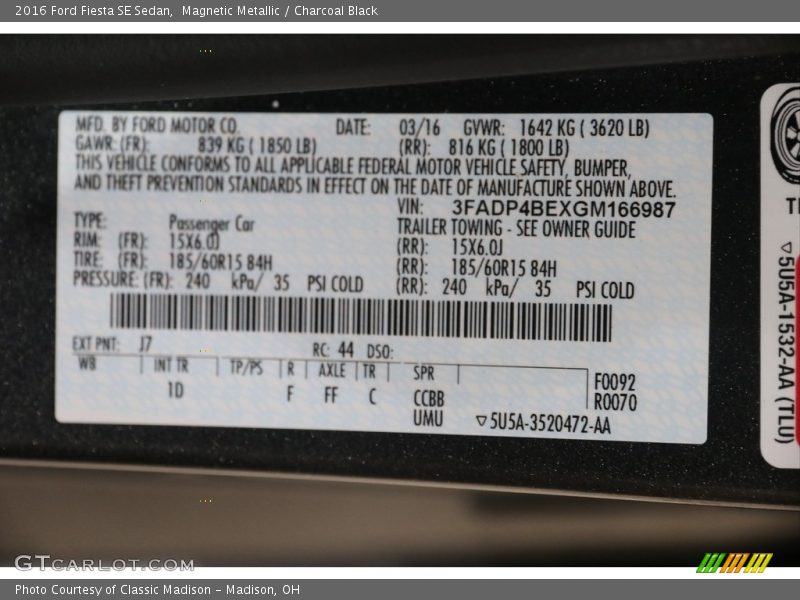 2016 Ford Fiesta SE Sedan,  Magnetic Metallic / Charcoal Black
MFD. BY FORD MOTOR CO. DATE: 03/16 GVWR: 1642 KG ( 3620 LB)
GAWR: (FR): 839 KG ( 1850 LB) (RR): 816 KG ( 1800 LB)
THIS VEHICLE CONFORMS TO ALL APPLICABLE FEDERAL MOTOR VEHICLE SAFETY, BUMPER,
AND THEFT PREVENTION STANDARDS IN EFFECT ON THE DATE OF MANUFACTURE SHOWN ABOVE.
VIN: 3FADP4BEXGM166987
TYPE: Passenger Car TRAILER TOWING - SEE OWNER GUIDE
RIM: (FR): 15X6.0J (RR): 15X6.0J
TIRE: (FR): 185/60R15 84H (RR): 185/60R15 84H
PRESSURE: (FR): 240 kPa/ 35 PSI COLD (RR): 240 kPa/ 35 PSI COLD
EXT PNT: J7 RC: 44 DSO:
WB INT TR TP/PS R AXLE TR SPR
1D F FF C CCBB
UMU
F0092
R0070
▽5U5A-3520472-AA
▽5U5A-1532-AA (TLU)
GTCARLOT.COM
Photo Courtesy of Classic Madison - Madison, OH